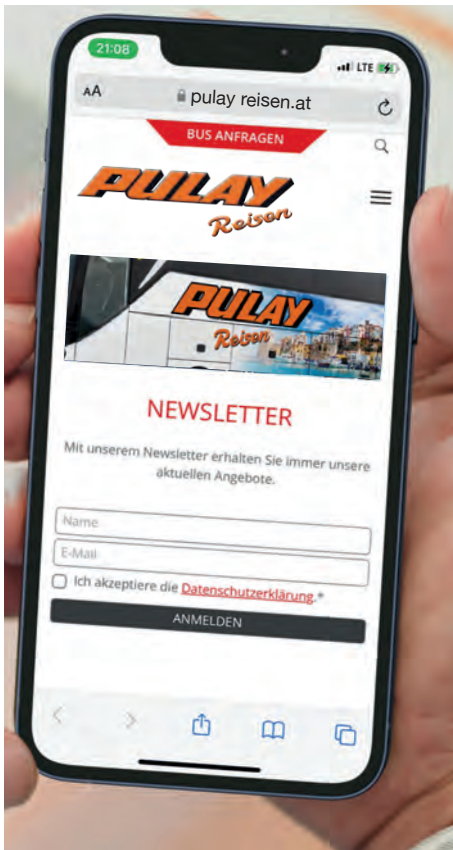 21:08
LTE
AA
pulay reisen.at
BUS ANFRAGEN
PULAY
Reisen
PULAY
Reisen
NEWSLETTER
Mit unserem Newsletter erhalten Sie immer unsere
aktuellen Angebote.
Name
E-Mail
Ich akzeptiere die Datenschutzerklärung.*
ANMELDEN